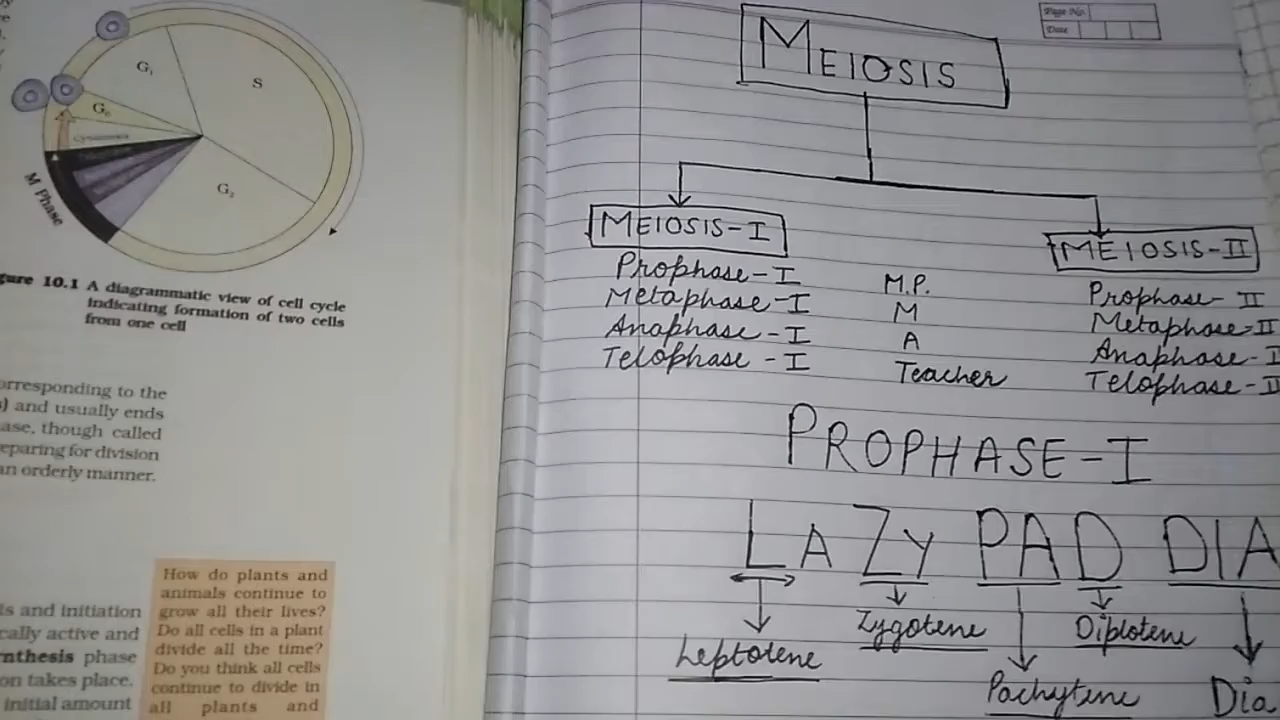 G₁
S
G₀
Cytokinesis
G₂
M Phase
gure 10.1 A diagrammatic view of cell cycle
indicating formation of two cells
from one cell
orresponding to the
s) and usually ends
ase, though called
eparing for division
an orderly manner.
is and initiation
cally active and
nthesis phase
on takes place.
initial amount
How do plants and
animals continue to
grow all their lives?
Do all cells in a plant
divide all the time?
Do you think all cells
continue to divide in
all plants and
Page No.
Date
MEIOSIS
MEIOSIS-I
Prophase-I
Metaphase-I
Anaphase-I
Telophase-I
M.P.
M
A
Teacher
MEIOSIS-II
Prophase-II
Metaphase-II
Anaphase-I
Telophase-II
PROPHASE-I
LAZY PAD DIA
Leptotene
Zygotene
Pachytene
Diplotene
Dia